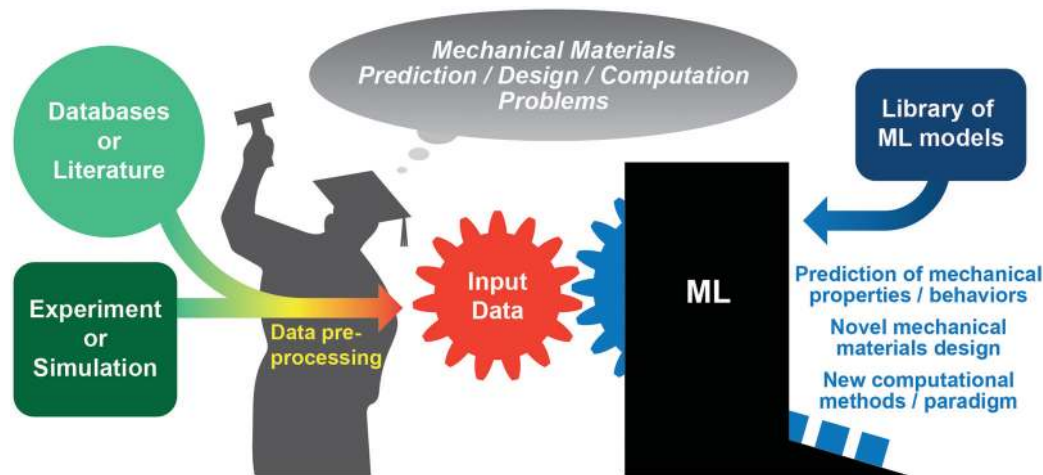 Mechanical Materials
Prediction / Design / Computation
Problems
Databases
or
Literature
Library of
ML models
Experiment
or
Simulation
Data pre-
processing
Input
Data
ML
Prediction of mechanical
properties / behaviors
Novel mechanical
materials design
New computational
methods / paradigm